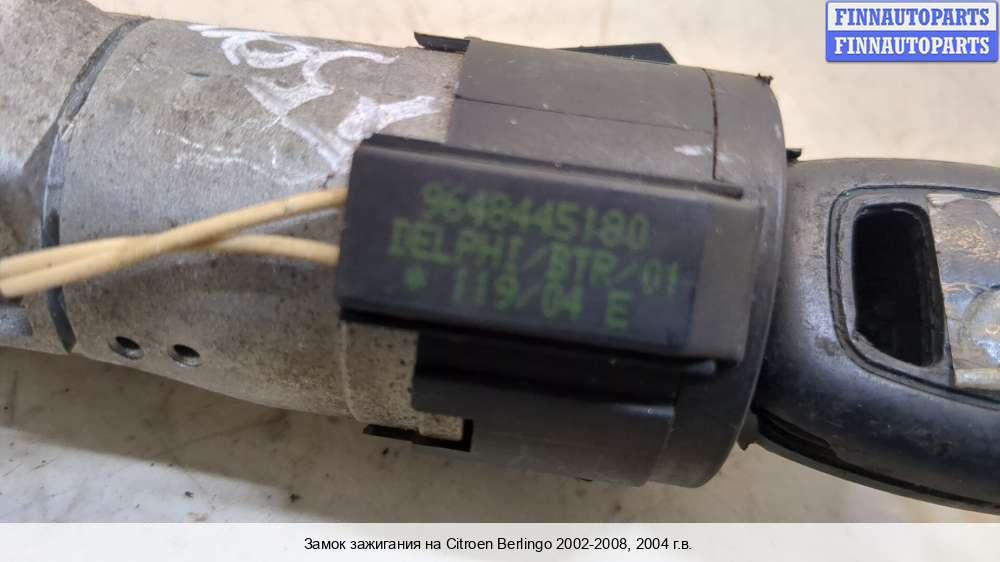 FINNAUTOPARTS
FINNAUTOPARTS
9648445180
DELPHI/BTR/01
* 119/04 E
Замок зажигания на Citroen Berlingo 2002-2008, 2004 г.в.